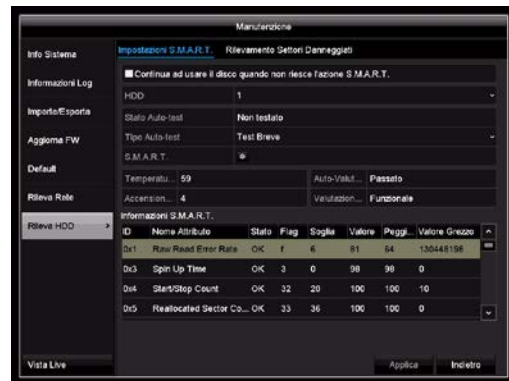 Manutenzione
Info Sistema
Informazioni Log
Importa/Esporta
Aggiorna FW
Default
Rileva Rete
Rileva HDD >
Vista Live
Impostazioni S.M.A.R.T. Rilevamento Settori Danneggiati
Continua ad usare il disco quando non riesce l'azione S.M.A.R.T.
HDD 1
Stato Auto-test Non testato
Tipo Auto-test Test Breve
S.M.A.R.T.
Temperatu... 59 Auto-Valut... Passato
Accension... 4 Valutazion... Funzionale
Informazioni S.M.A.R.T.
ID Nome Attributo Stato Flag Soglia Valore Peggi... Valore Grezzo
0x1 Raw Read Error Rate OK f 6 81 64 130448198
0x3 Spin Up Time OK 3 0 98 98 0
0x4 Start/Stop Count OK 32 20 100 100 10
0x5 Reallocated Sector Co... OK 33 36 100 100 0
Applica Indietro